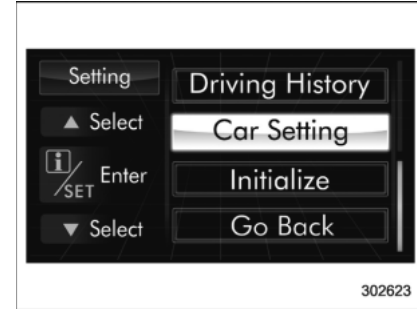 Setting
▲ Select
i/SET Enter
▼ Select
Driving History
Car Setting
Initialize
Go Back
302623